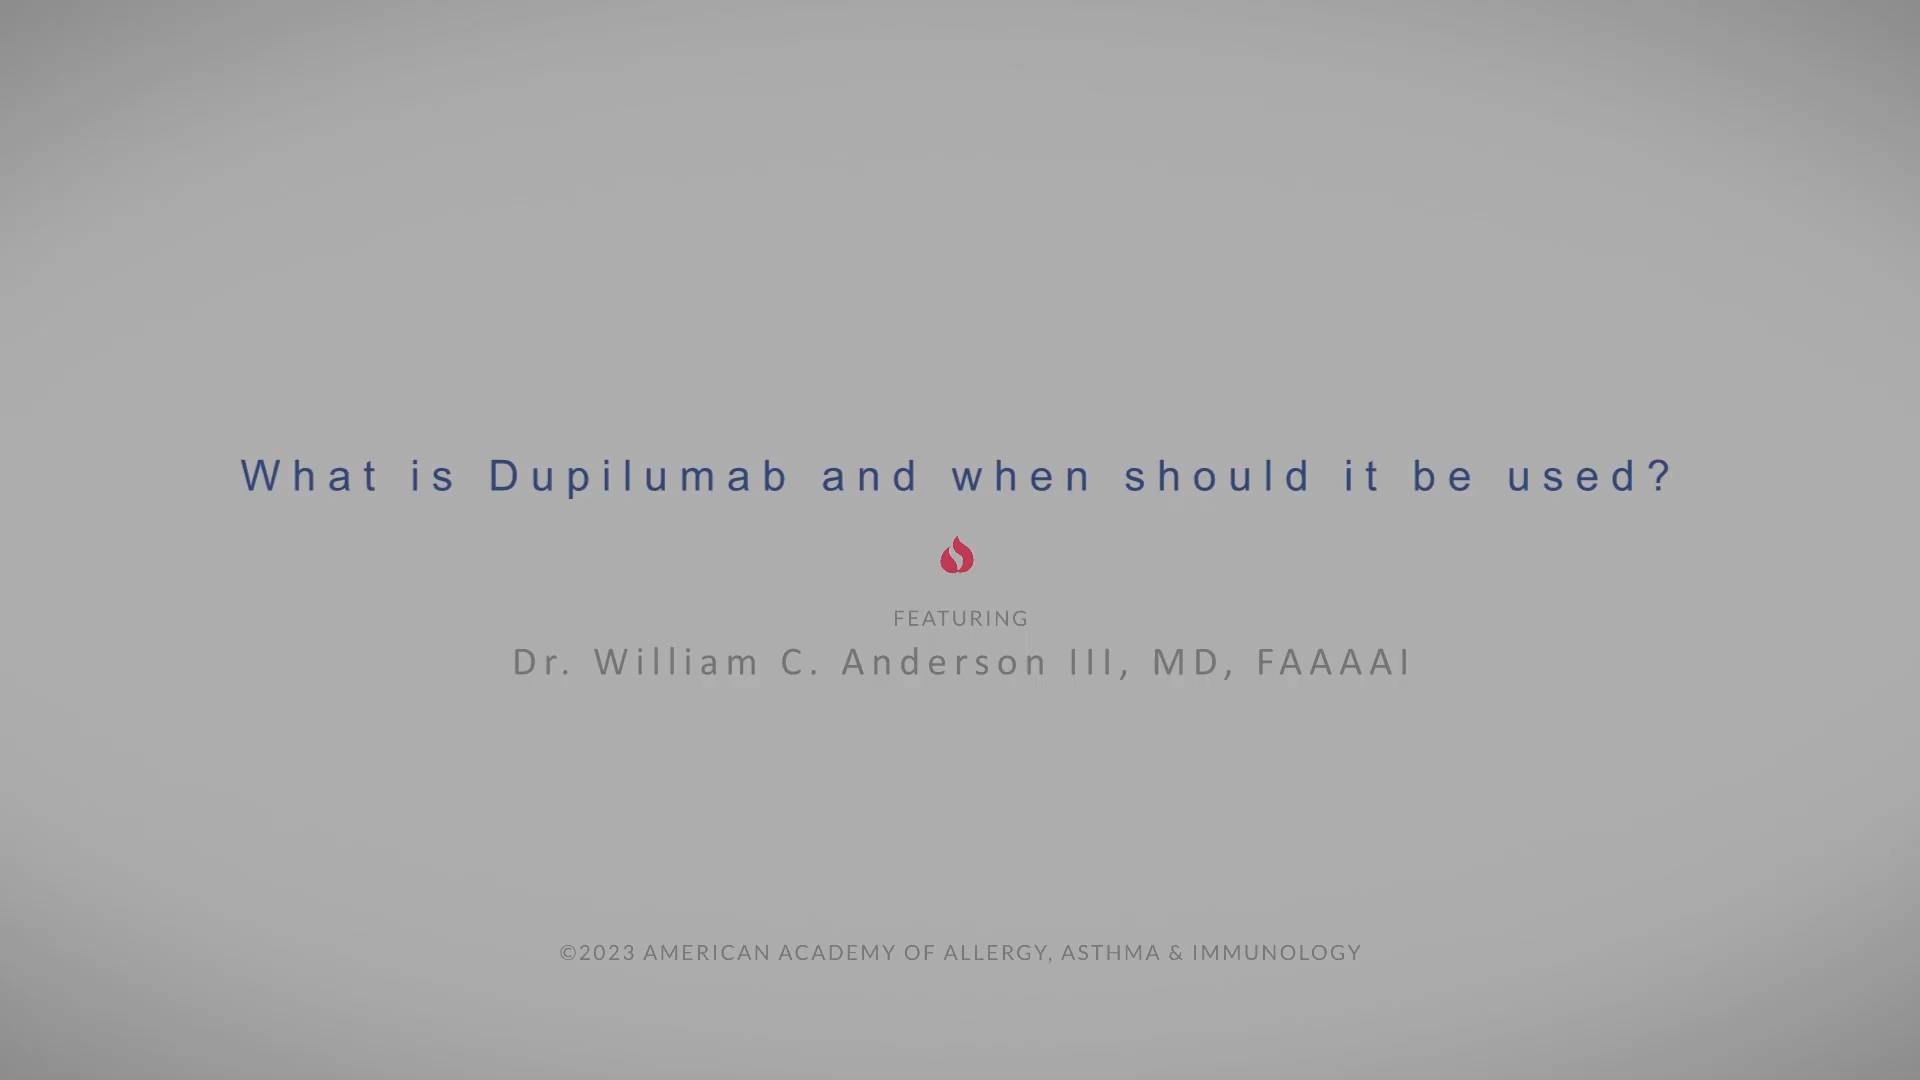 What is Dupilumab and when should it be used?
FEATURING
Dr. William C. Anderson III, MD, FAAAAI
©2023 AMERICAN ACADEMY OF ALLERGY, ASTHMA & IMMUNOLOGY